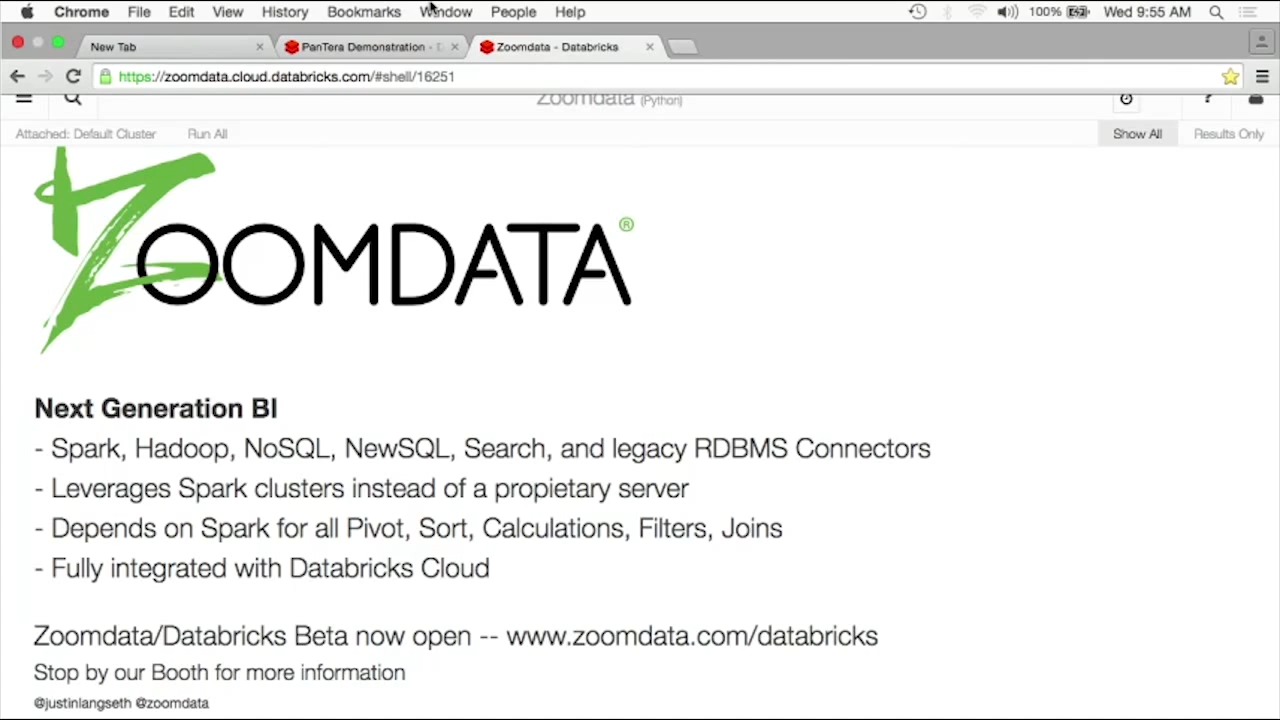 Chrome File Edit View History Bookmarks Window People Help 100% Wed 9:55 AM
New Tab PanTera Demonstration - D Zoomdata - Databricks
https://zoomdata.cloud.databricks.com/#shell/16251
Zoomdata (Python) ?
Attached: Default Cluster Run All Show All Results Only
ZOOMDATA®
Next Generation BI
- Spark, Hadoop, NoSQL, NewSQL, Search, and legacy RDBMS Connectors
- Leverages Spark clusters instead of a propietary server
- Depends on Spark for all Pivot, Sort, Calculations, Filters, Joins
- Fully integrated with Databricks Cloud
Zoomdata/Databricks Beta now open -- www.zoomdata.com/databricks
Stop by our Booth for more information
@justinlangseth @zoomdata